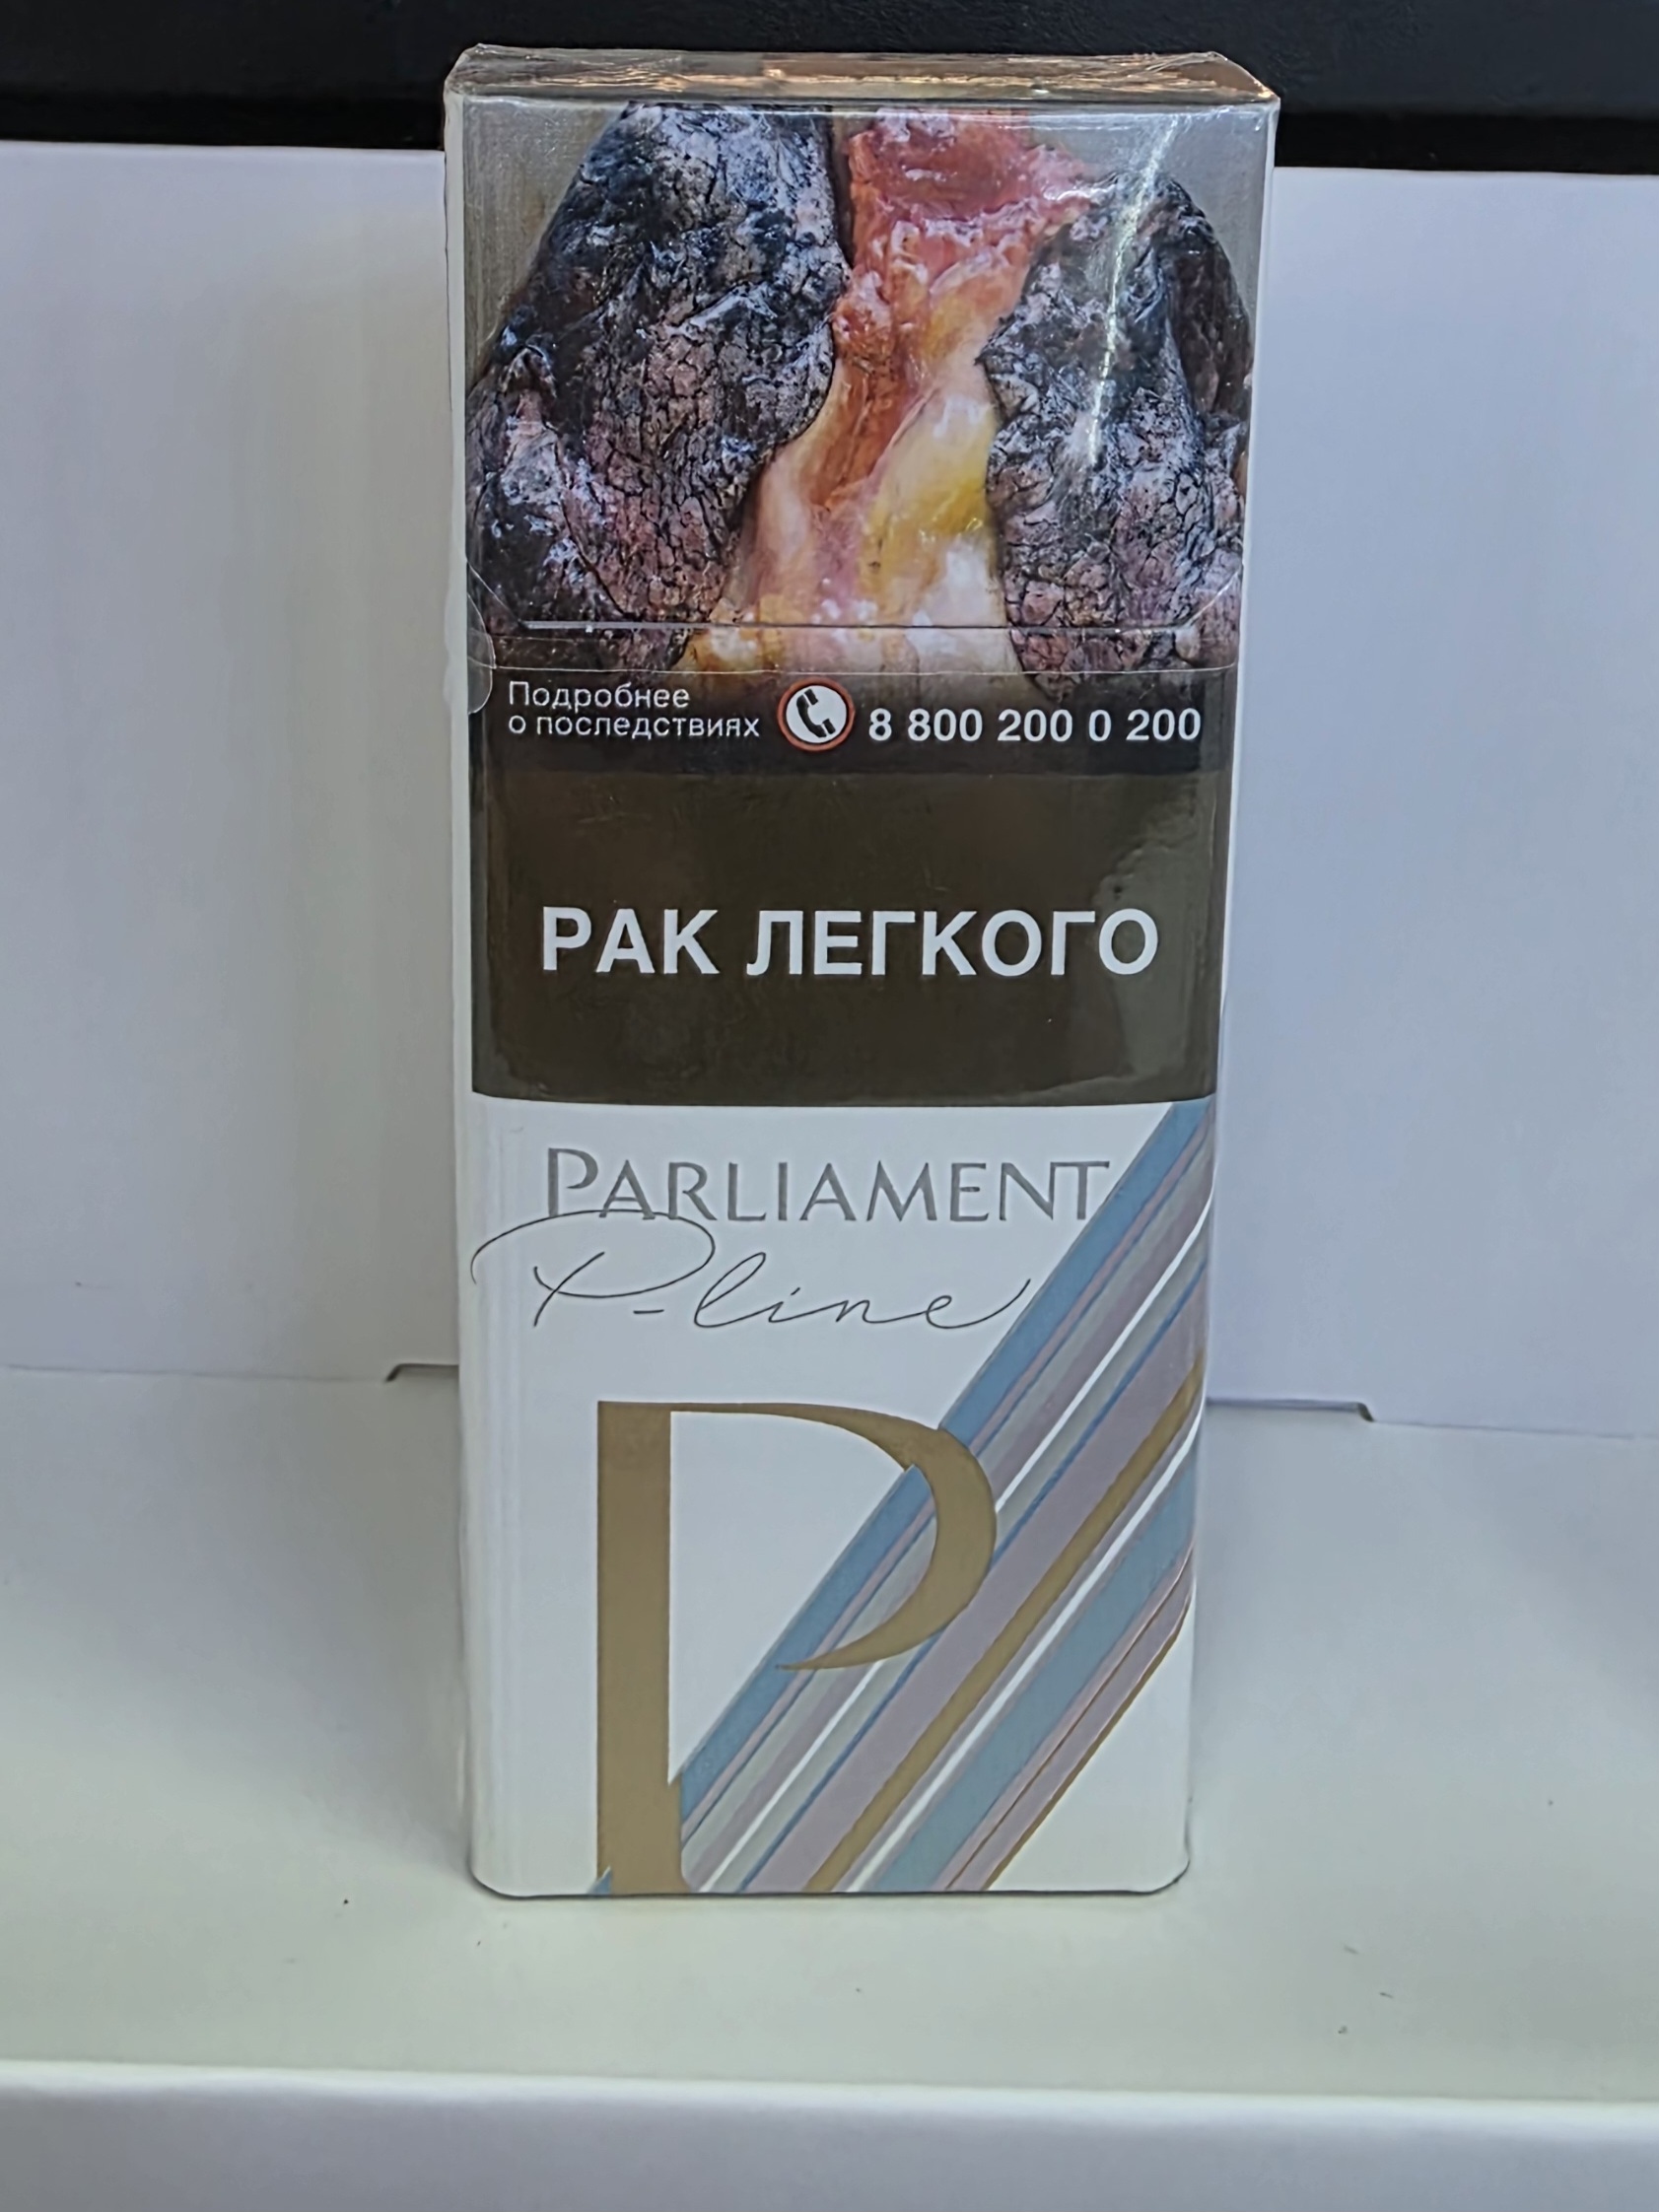 Подробнее
о последствиях
8 800 200 0 200
РАК ЛЕГКОГО
PARLIAMENT
P-line
P